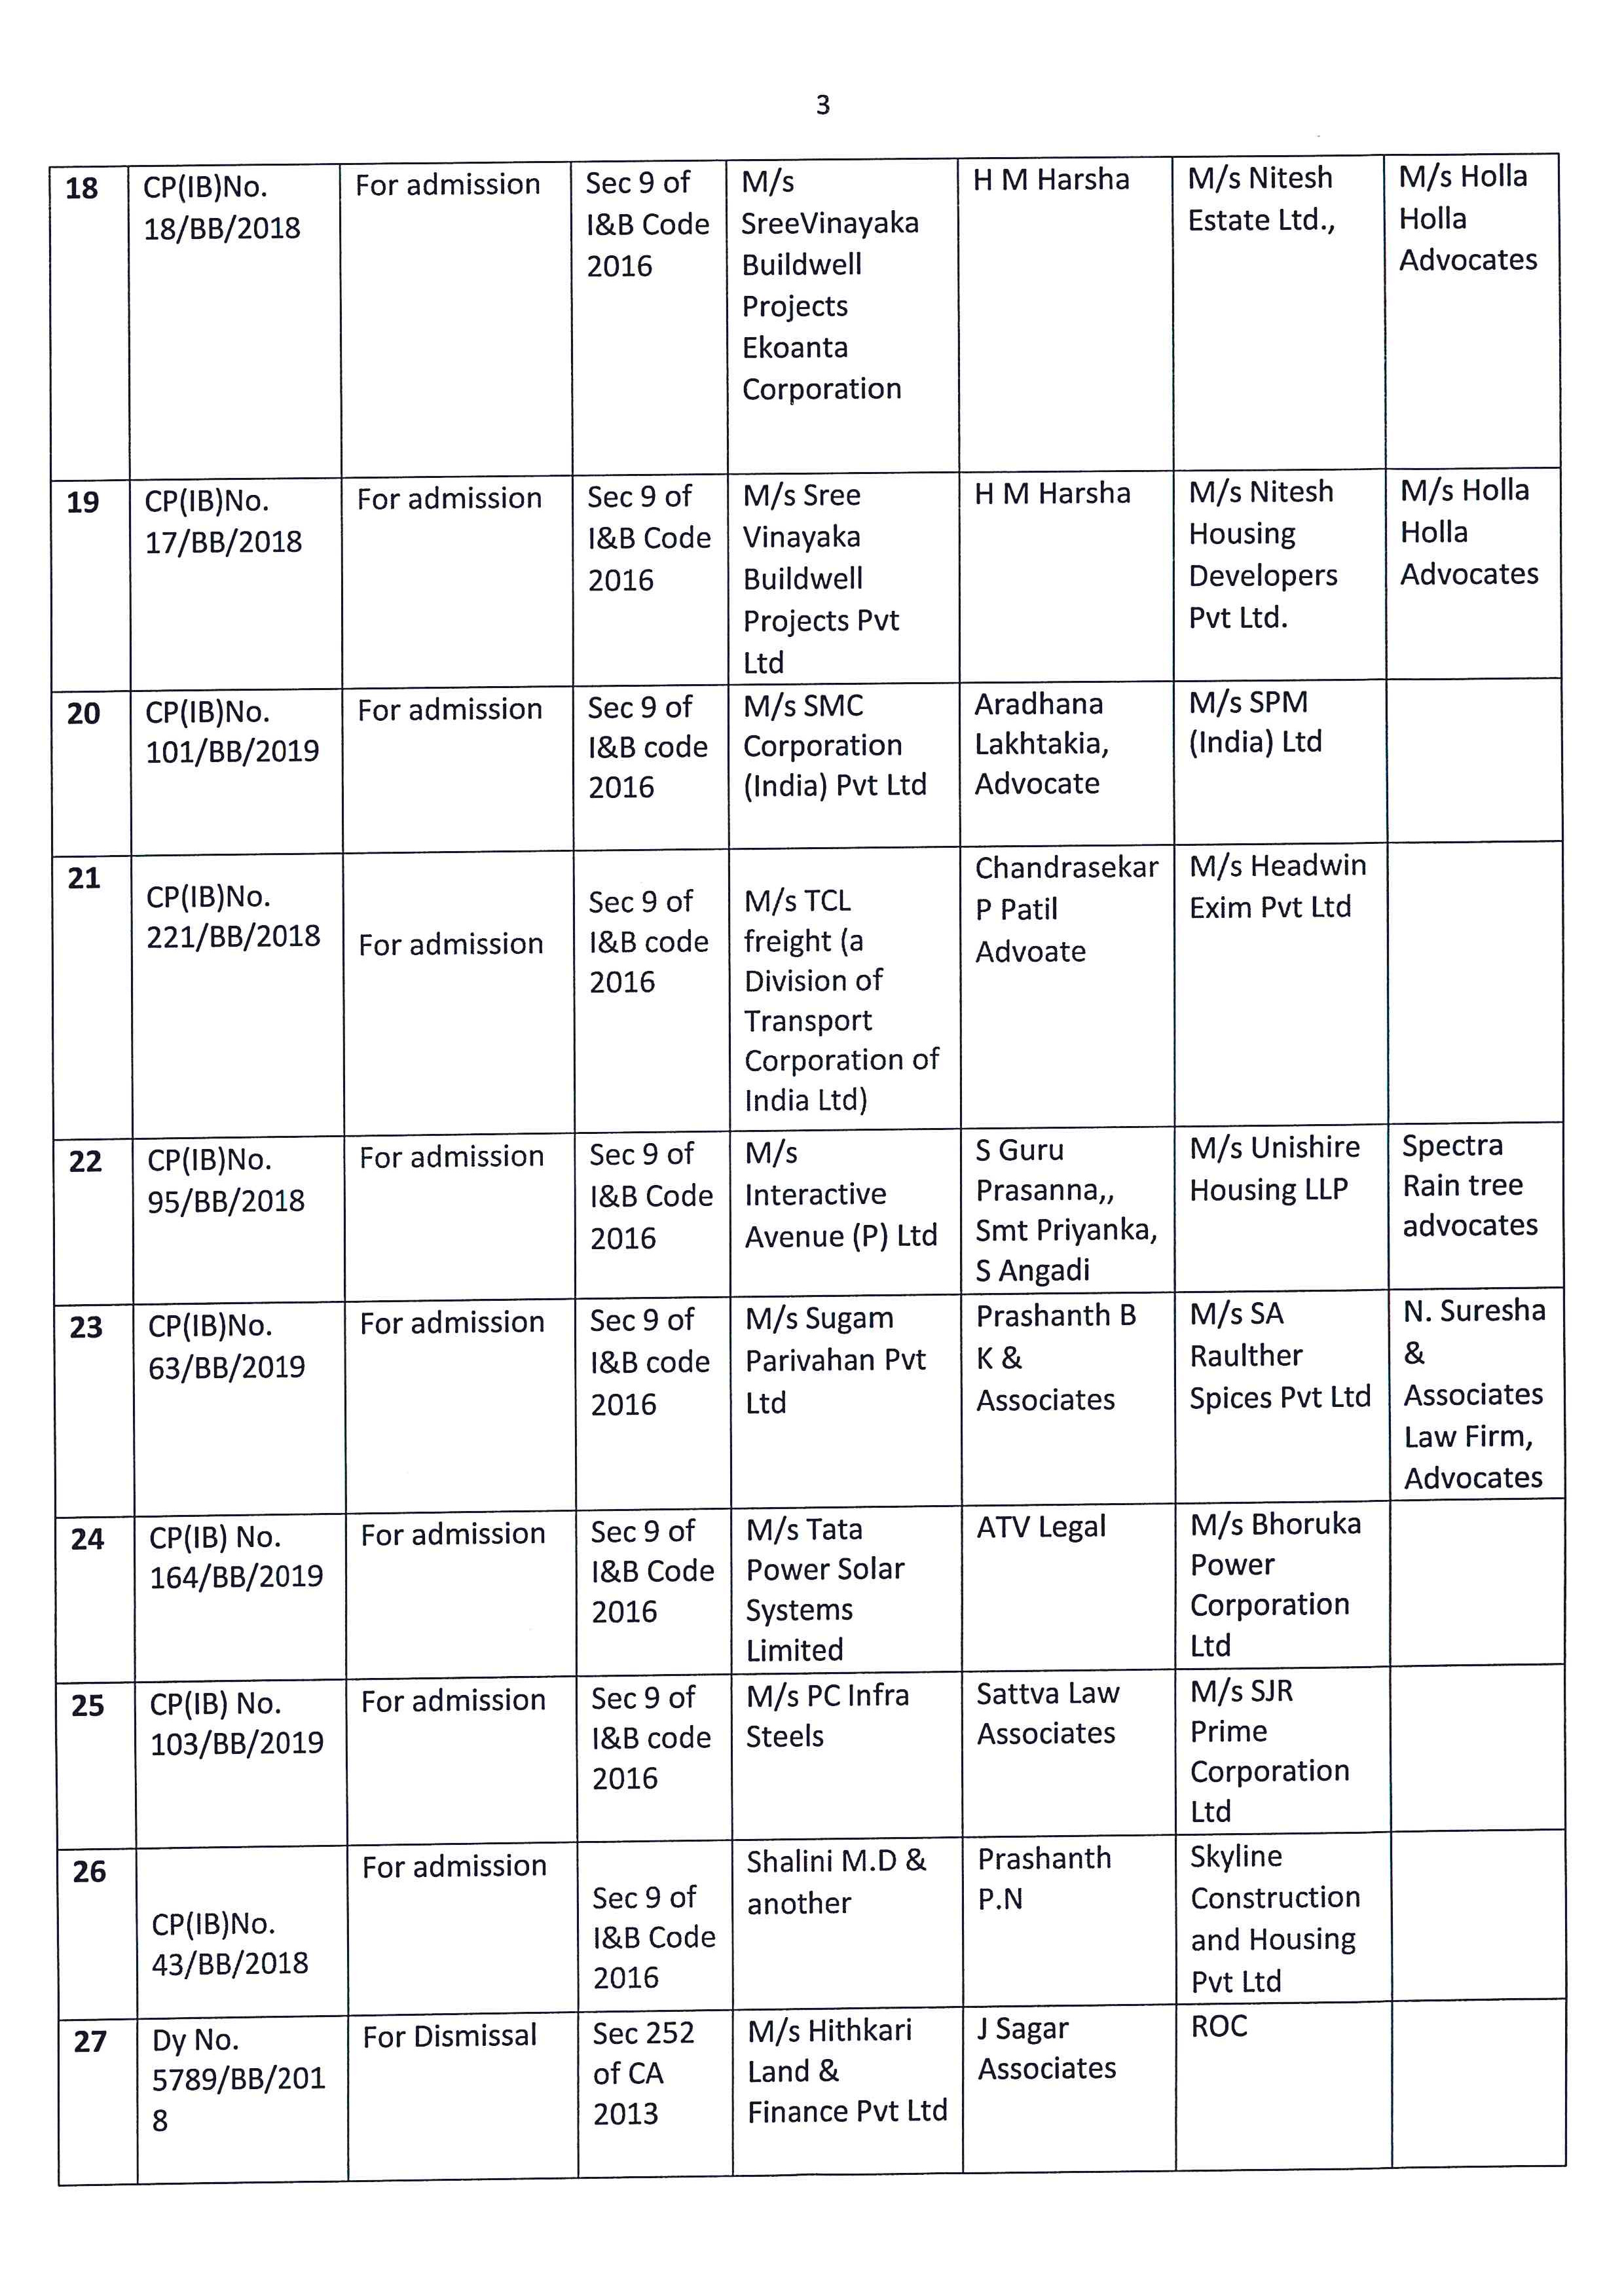 3
18
CP(IB)No.
18/BB/2018
For admission
Sec 9 of
I&B Code
2016
M/s
SreeVinayaka
Buildwell
Projects
Ekoanta
Corporation
H M Harsha
M/s Nitesh
Estate Ltd.,
M/s Holla
Holla
Advocates
19
CP(IB)No.
17/BB/2018
For admission
Sec 9 of
I&B Code
2016
M/s Sree
Vinayaka
Buildwell
Projects Pvt
Ltd
H M Harsha
M/s Nitesh
Housing
Developers
Pvt Ltd.
M/s Holla
Holla
Advocates
20
CP(IB)No.
101/BB/2019
For admission
Sec 9 of
I&B code
2016
M/s SMC
Corporation
(India) Pvt Ltd
Aradhana
Lakhtakia,
Advocate
M/s SPM
(India) Ltd
21
CP(IB)No.
221/BB/2018
For admission
Sec 9 of
I&B code
2016
M/s TCL
freight (a
Division of
Transport
Corporation of
India Ltd)
Chandrasekar
P Patil
Advoate
M/s Headwin
Exim Pvt Ltd
22
CP(IB)No.
95/BB/2018
For admission
Sec 9 of
I&B Code
2016
M/s
Interactive
Avenue (P) Ltd
S Guru
Prasanna,,
Smt Priyanka,
S Angadi
M/s Unishire
Housing LLP
Spectra
Rain tree
advocates
23
CP(IB)No.
63/BB/2019
For admission
Sec 9 of
I&B code
2016
M/s Sugam
Parivahan Pvt
Ltd
Prashanth B
K &
Associates
M/s SA
Raulther
Spices Pvt Ltd
N. Suresha
&
Associates
Law Firm,
Advocates
24
CP(IB) No.
164/BB/2019
For admission
Sec 9 of
I&B Code
2016
M/s Tata
Power Solar
Systems
Limited
ATV Legal
M/s Bhoruka
Power
Corporation
Ltd
25
CP(IB) No.
103/BB/2019
For admission
Sec 9 of
I&B code
2016
M/s PC Infra
Steels
Sattva Law
Associates
M/s SJR
Prime
Corporation
Ltd
26
CP(IB)No.
43/BB/2018
For admission
Sec 9 of
I&B Code
2016
Shalini M.D &
another
Prashanth
P.N
Skyline
Construction
and Housing
Pvt Ltd
27
Dy No.
5789/BB/201
8
For Dismissal
Sec 252
of CA
2013
M/s Hithkari
Land &
Finance Pvt Ltd
J Sagar
Associates
ROC